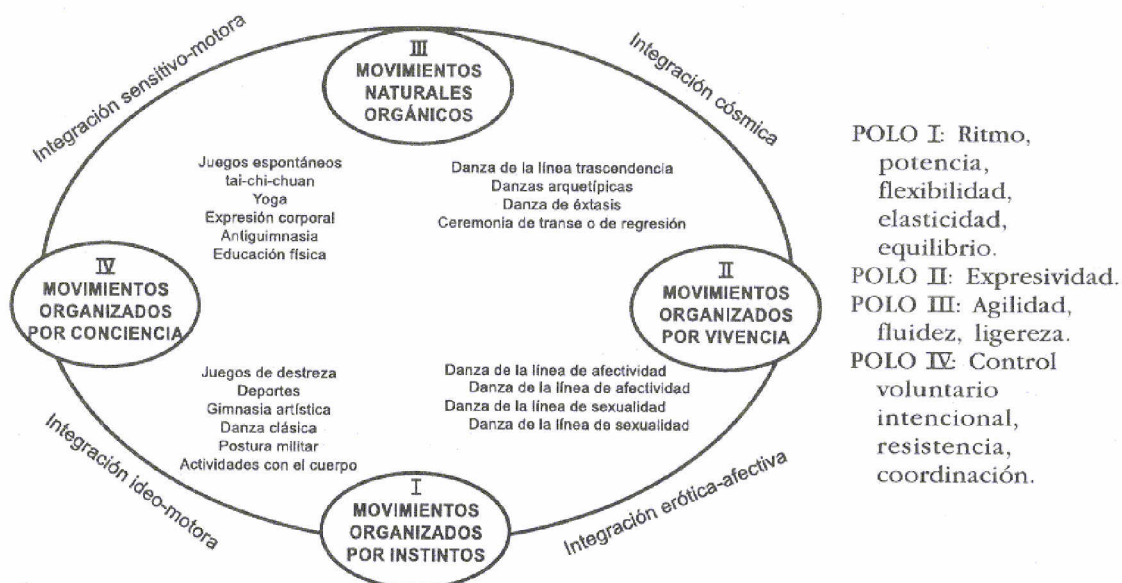 Integración sensitivo-motora
III
MOVIMIENTOS
NATURALES
ORGÁNICOS
Integración cósmica
Juegos espontáneos
tai-chi-chuan
Yoga
Expresión corporal
Antiguimnasia
Educación física
Danza de la línea trascendencia
Danzas arquetípicas
Danza de éxtasis
Ceremonia de transe o de regresión
IV
MOVIMIENTOS
ORGANIZADOS
POR CONCIENCIA
II
MOVIMIENTOS
ORGANIZADOS
POR VIVENCIA
Juegos de destreza
Deportes
Gimnasia artística
Danza clásica
Postura militar
Actividades con el cuerpo
Danza de la línea de afectividad
Danza de la línea de afectividad
Danza de la línea de sexualidad
Danza de la línea de sexualidad
Integración ideo-motora
I
MOVIMIENTOS
ORGANIZADOS
POR INSTINTOS
Integración erótica-afectiva
POLO I: Ritmo,
potencia,
flexibilidad,
elasticidad,
equilibrio.
POLO II: Expresividad.
POLO III: Agilidad,
fluidez, ligereza.
POLO IV: Control
voluntario
intencional,
resistencia,
coordinación.